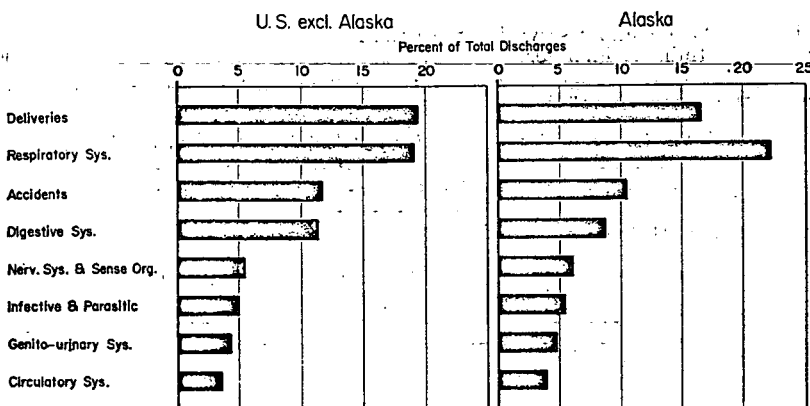 U.S. excl. Alaska Alaska
Percent of Total Discharges
0 5 10 15 20 0 5 10 15 20 25
Deliveries
Respiratory Sys.
Accidents
Digestive Sys.
Nerv. Sys. & Sense Org.
Infective & Parasitic
Genito-urinary Sys.
Circulatory Sys.